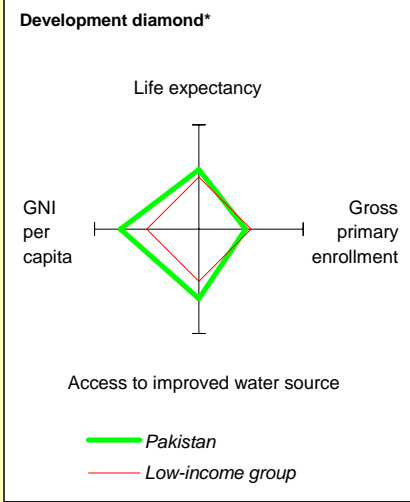 Development diamond*
Life expectancy
GNI
per
capita
Gross
primary
enrollment
Access to improved water source
Pakistan
Low-income group